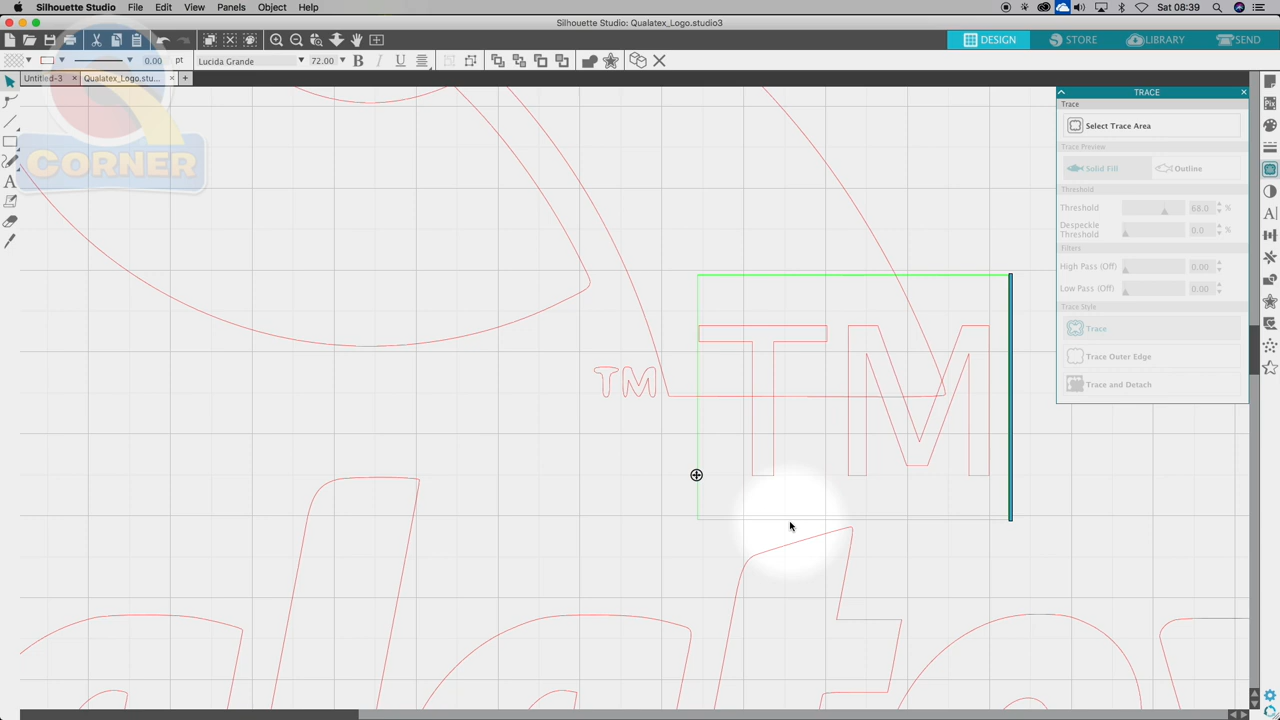 Silhouette Studio File Edit View Panels Object Help Sat 08:39
Silhouette Studio: Qualatex_Logo.studio3
DESIGN STORE LIBRARY SEND
0.00 pt Lucida Grande 72.00 B I U
Untitled-3 × Qualatex_Logo.stu... × +
CORNER
TRACE
Trace
Select Trace Area
Trace Preview
Solid Fill Outline
Threshold
Threshold 68.0 %
Despeckle Threshold 0.0 %
Filters
High Pass (Off) 0.00
Low Pass (Off) 0.00
Trace Style
Trace
Trace Outer Edge
Trace and Detach
TM TM
alatex